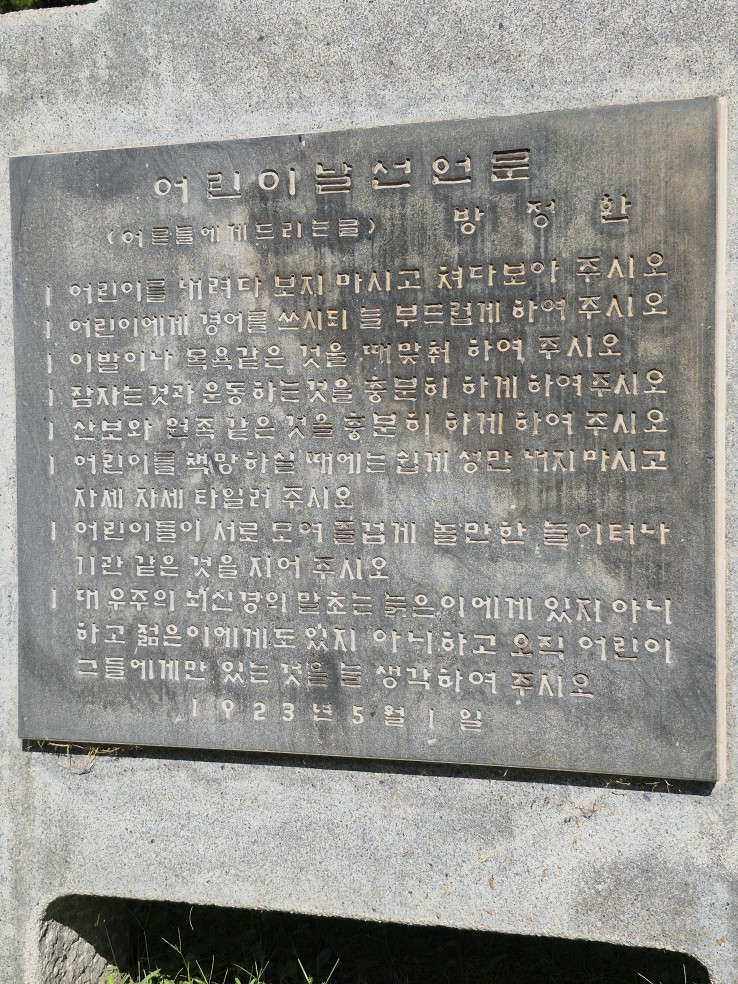 어린이날선언문
방 정 환
(어른들에게드리는글)
| 어린이를 내려다 보지 마시고 쳐다보아 주시오
| 어린이에게 경어를 쓰시되 늘 부드럽게 하여 주시오
| 이발이나 목욕같은 것을 때맞춰 하여 주시오
| 잠자는것과 운동하는것을 충분히 하게 하여 주시오
| 산보와 원족 같은 것을 충분히 하게 하여 주시오
| 어린이를 책망하실 때에는 쉽게 성만 내지 마시고
자세 자세 타일러 주시오
| 어린이들이 서로 모여 즐겁게 놀만한 놀이터나
기관 같은 것을 지어 주시오
| 대 우주의 뇌신경의 말초는 늙은이에게 있지 아니
하고 젊은이에게도 있지 아니하고 오직 어린이
그들에게만 있는 것을 늘 생각하여 주시오
1923년 5월 1일